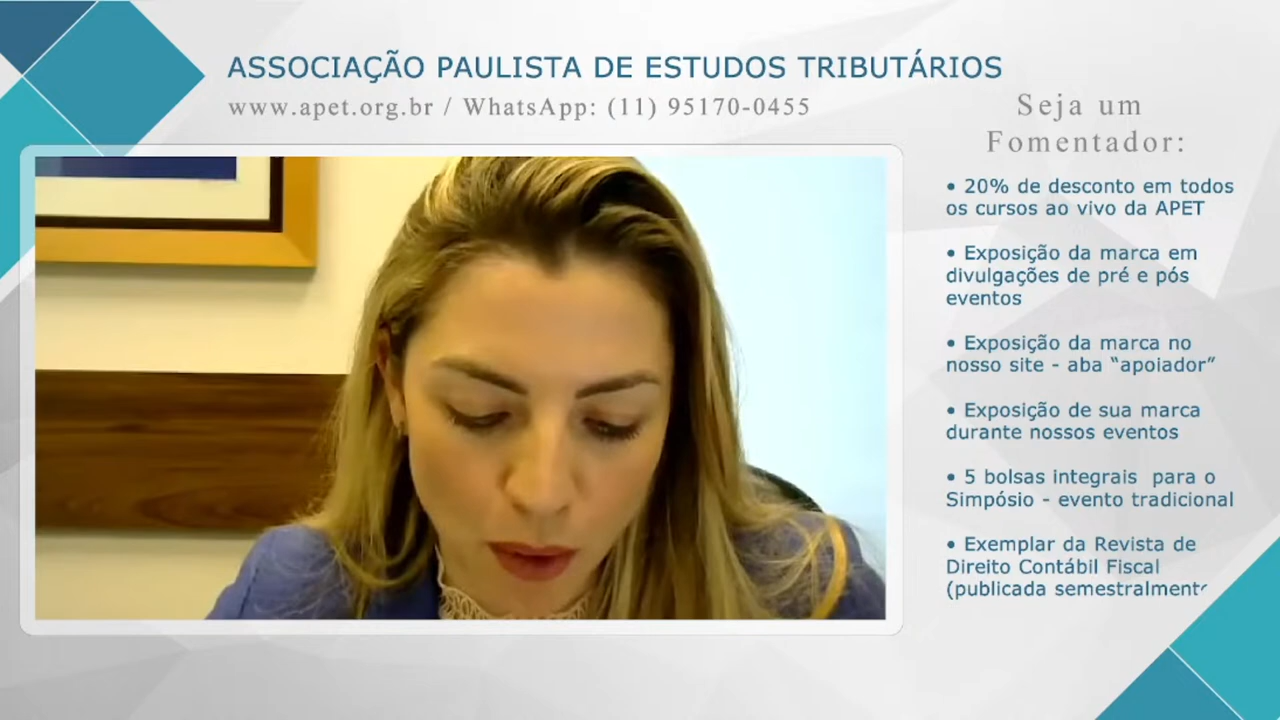 ASSOCIAÇÃO PAULISTA DE ESTUDOS TRIBUTÁRIOS
www.apet.org.br / WhatsApp: (11) 95170-0455
Seja um
Fomentador:
• 20% de desconto em todos
os cursos ao vivo da APET
• Exposição da marca em
divulgações de pré e pós
eventos
• Exposição da marca no
nosso site - aba “apoiador”
• Exposição de sua marca
durante nossos eventos
• 5 bolsas integrais para o
Simpósio - evento tradicional
• Exemplar da Revista de
Direito Contábil Fiscal
(publicada